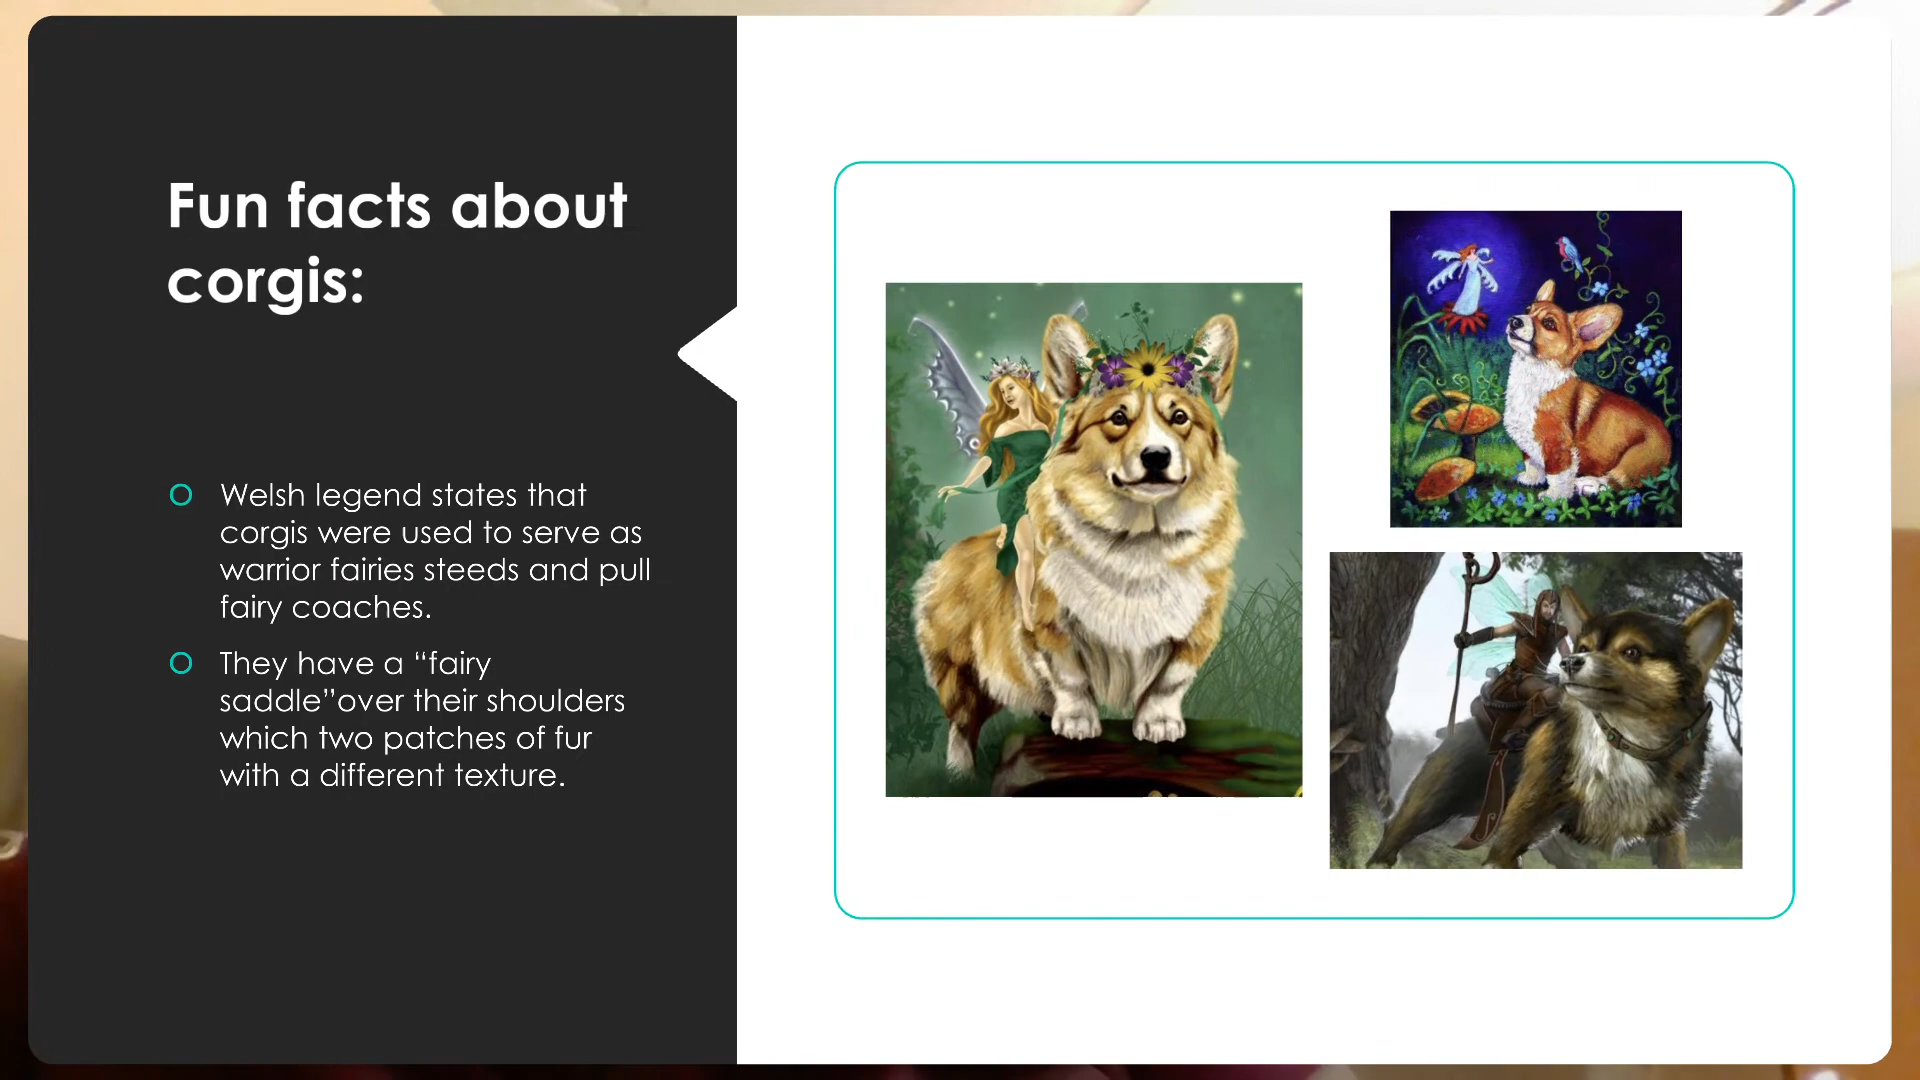 Fun facts about
corgis:
Welsh legend states that
corgis were used to serve as
warrior fairies steeds and pull
fairy coaches.
They have a “fairy
saddle”over their shoulders
which two patches of fur
with a different texture.